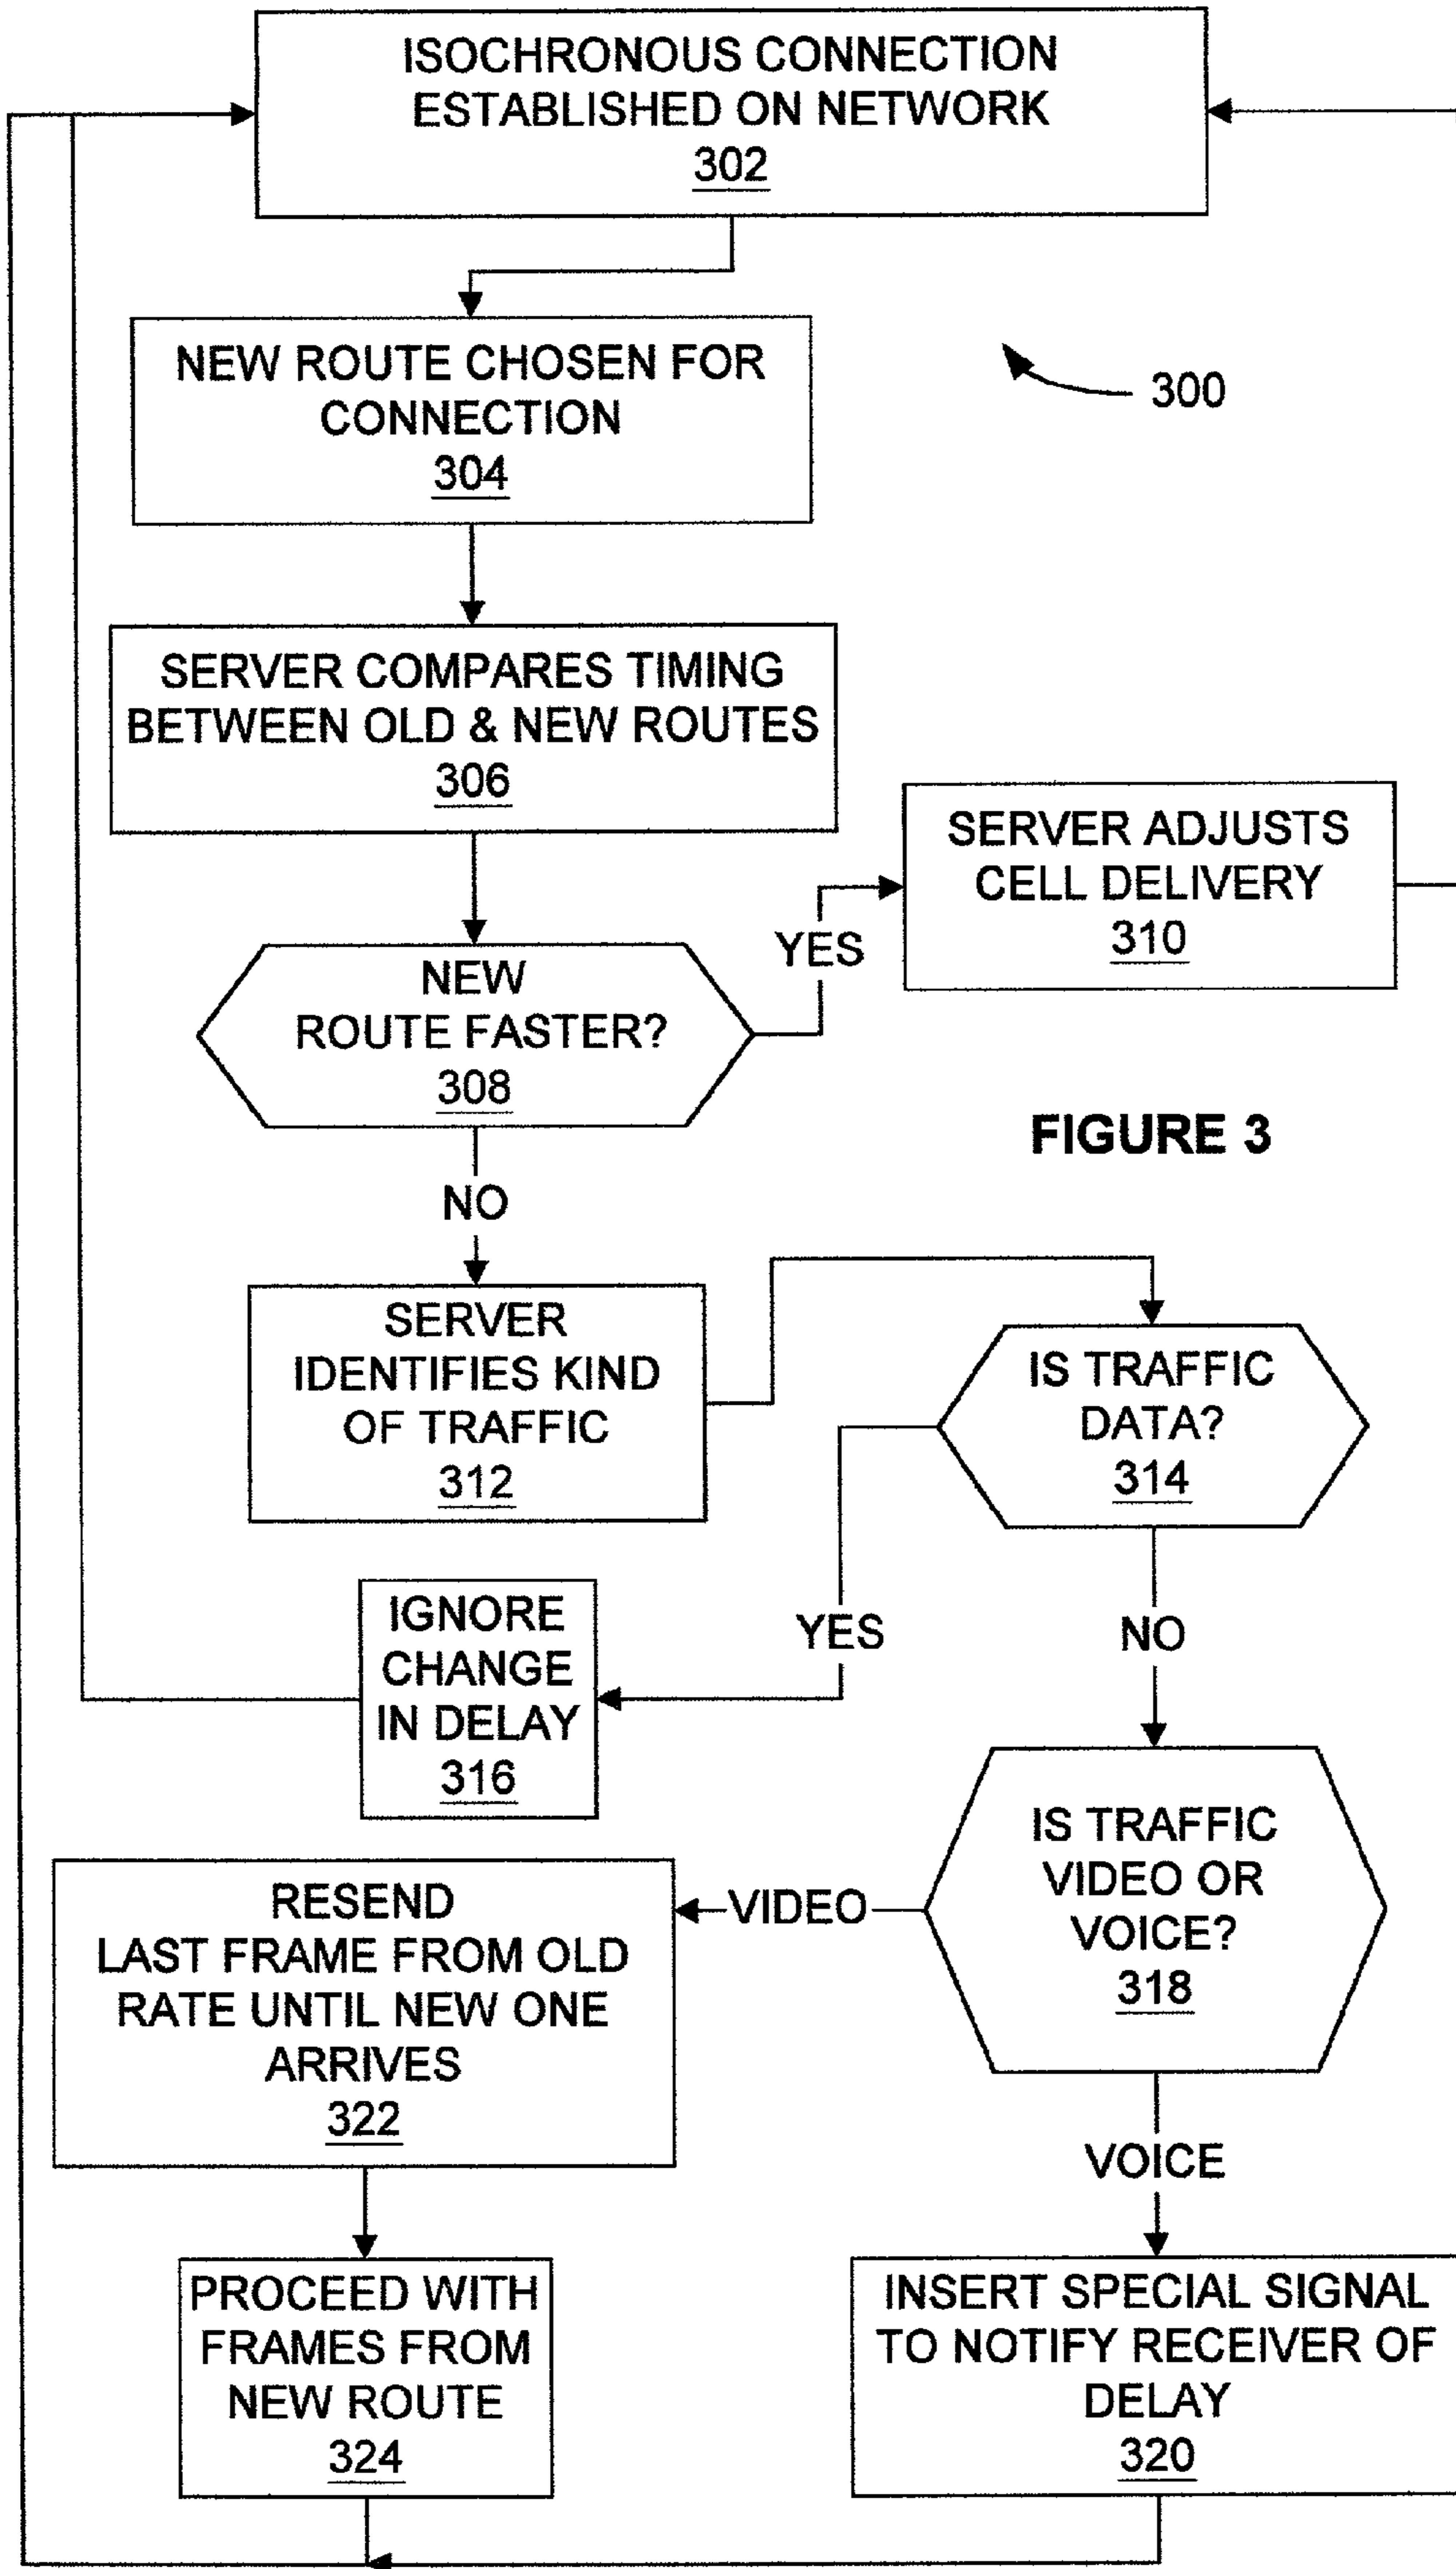 ISOCHRONOUS CONNECTION
ESTABLISHED ON NETWORK
302
NEW ROUTE CHOSEN FOR
CONNECTION
304
300
SERVER COMPARES TIMING
BETWEEN OLD & NEW ROUTES
306
SERVER ADJUSTS
CELL DELIVERY
310
YES
NEW
ROUTE FASTER?
308
FIGURE 3
NO
SERVER
IDENTIFIES KIND
OF TRAFFIC
312
IS TRAFFIC
DATA?
314
YES
NO
IGNORE
CHANGE
IN DELAY
316
IS TRAFFIC
VIDEO OR
VOICE?
318
VIDEO
RESEND
LAST FRAME FROM OLD
RATE UNTIL NEW ONE
ARRIVES
322
VOICE
PROCEED WITH
FRAMES FROM
NEW ROUTE
324
INSERT SPECIAL SIGNAL
TO NOTIFY RECEIVER OF
DELAY
320